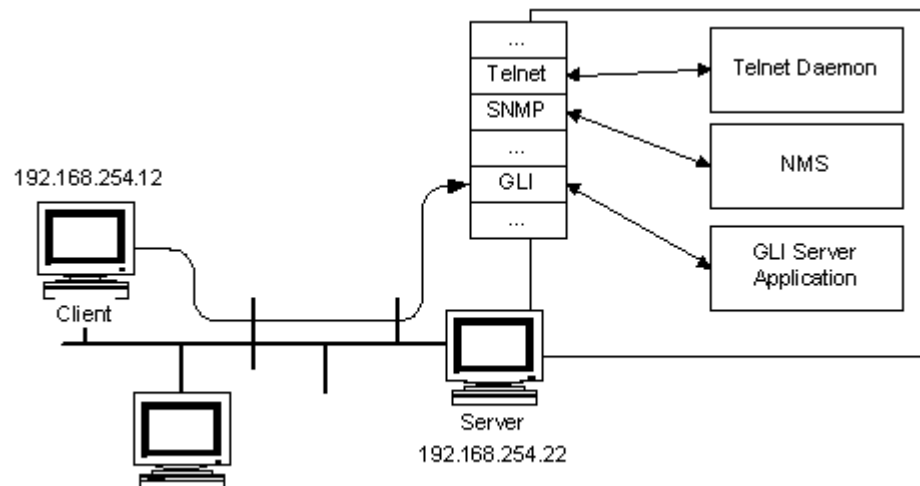 ...
Telnet
SNMP
...
GLI
...
Telnet Daemon
NMS
GLI Server
Application
192.168.254.12
Client
Server
192.168.254.22